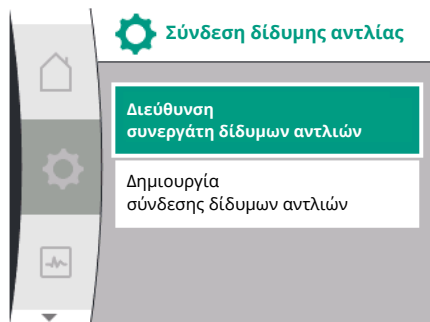 Σύνδεση δίδυμης αντλίας
Διεύθυνση
συνεργάτη δίδυμων αντλιών
Δημιουργία
σύνδεσης δίδυμων αντλιών